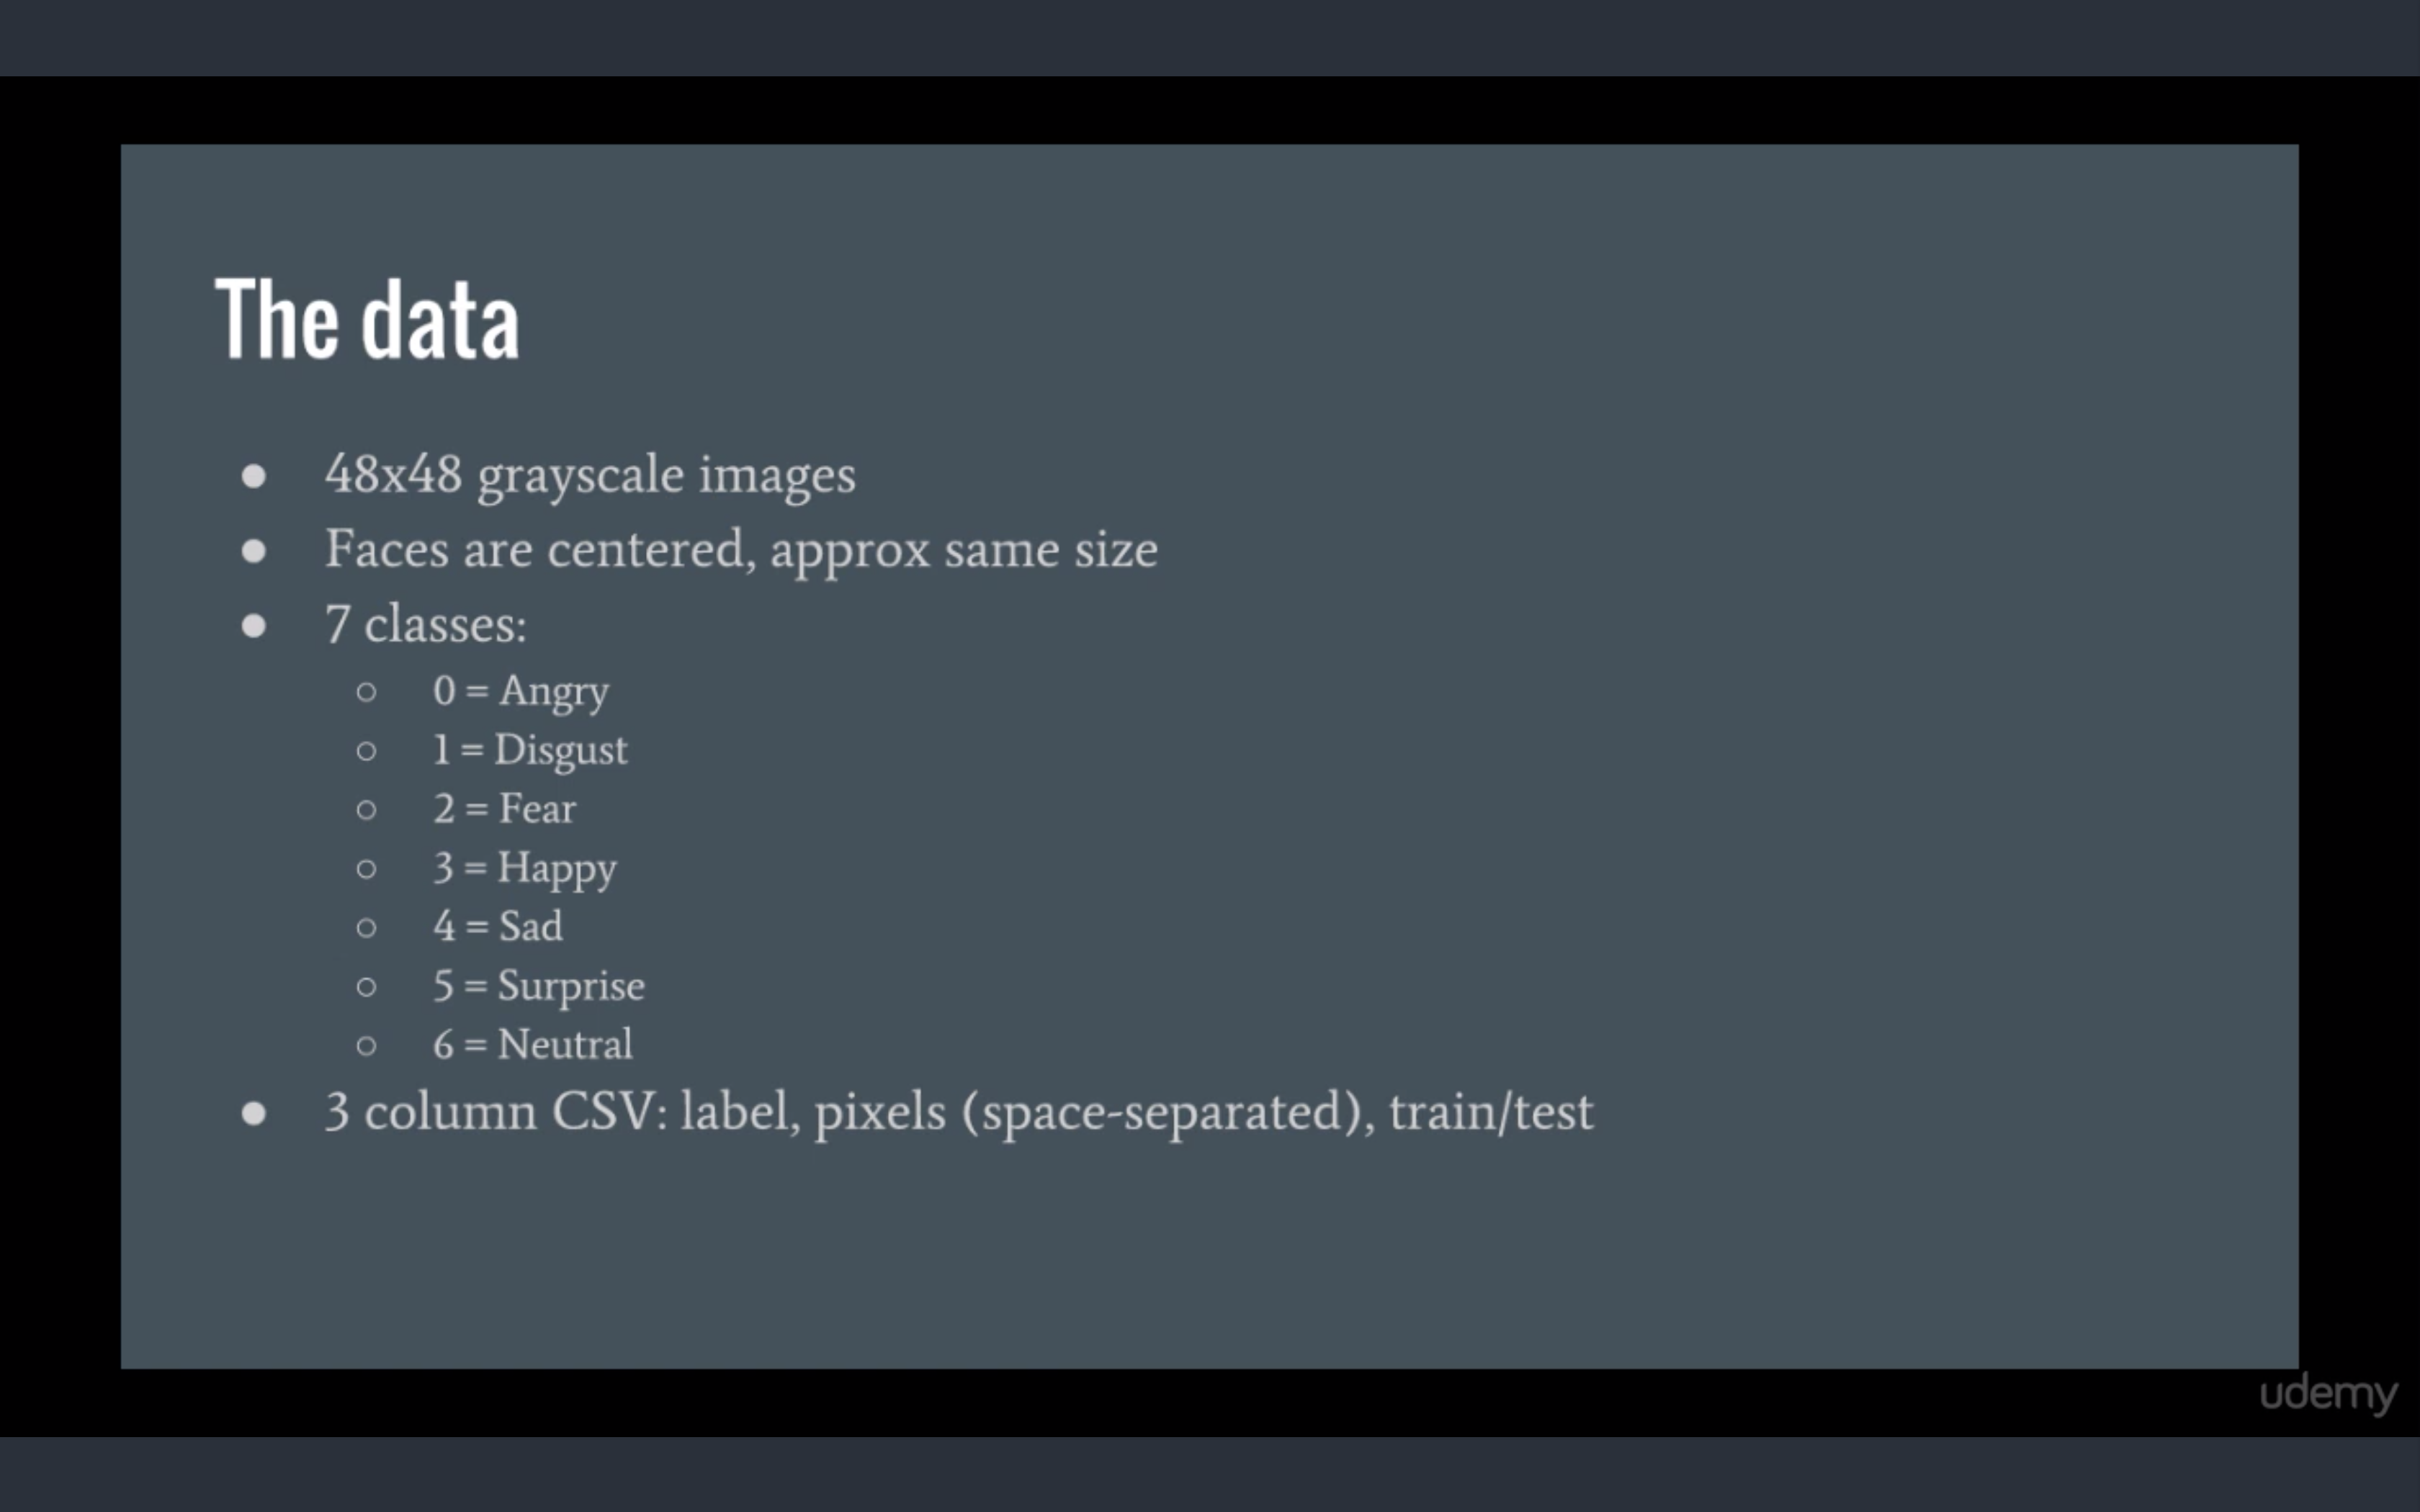 The data
● 48x48 grayscale images
● Faces are centered, approx same size
● 7 classes:
○ 0 = Angry
○ 1 = Disgust
○ 2 = Fear
○ 3 = Happy
○ 4 = Sad
○ 5 = Surprise
○ 6 = Neutral
● 3 column CSV: label, pixels (space-separated), train/test
udemy